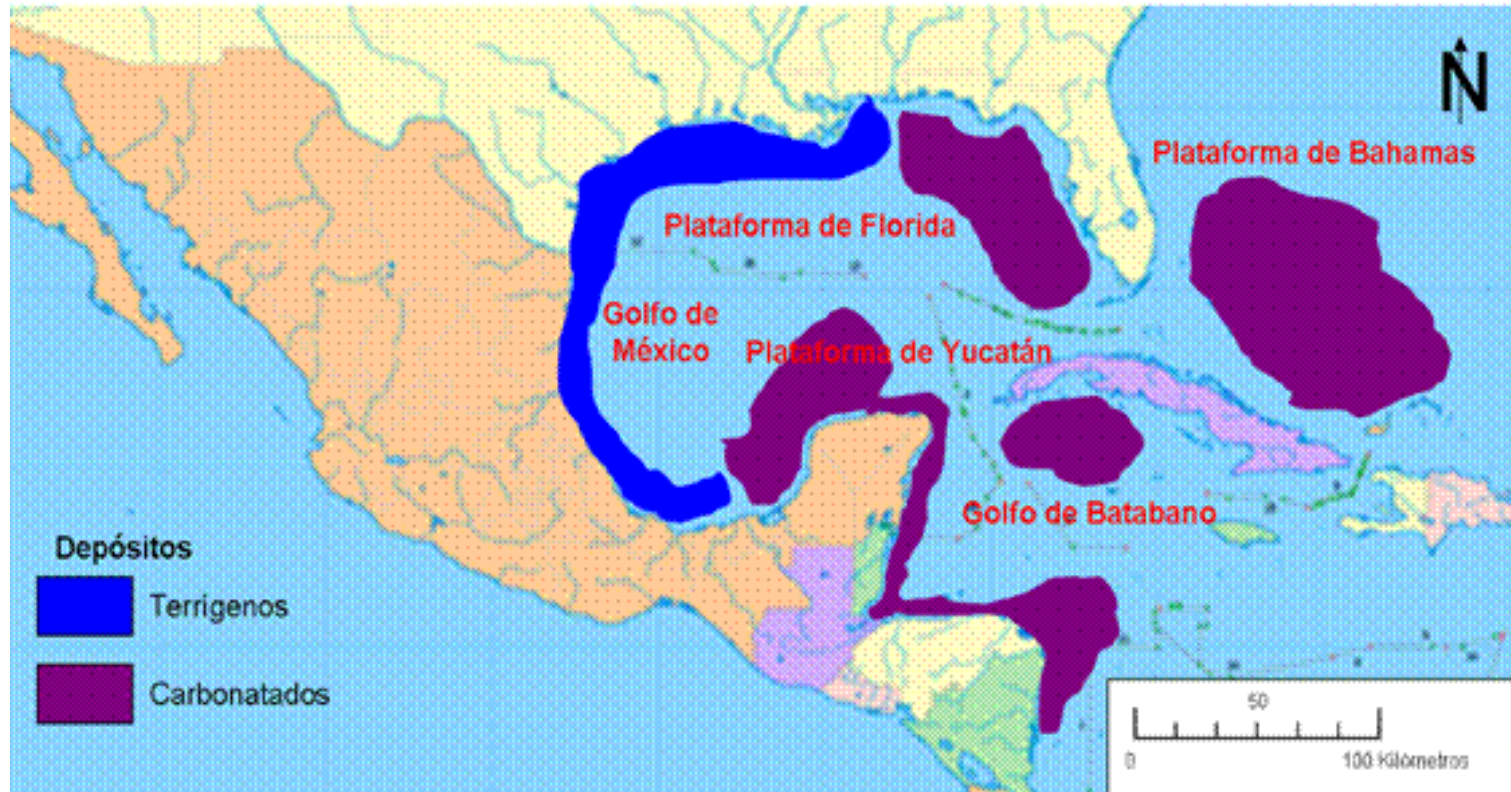 N
Plataforma de Bahamas
Plataforma de Florida
Golfo de
México
Plataforma de Yucatán
Golfo de Batabano
Depósitos
Terrigenos
Carbonatados
50
0
100 Kilómetros